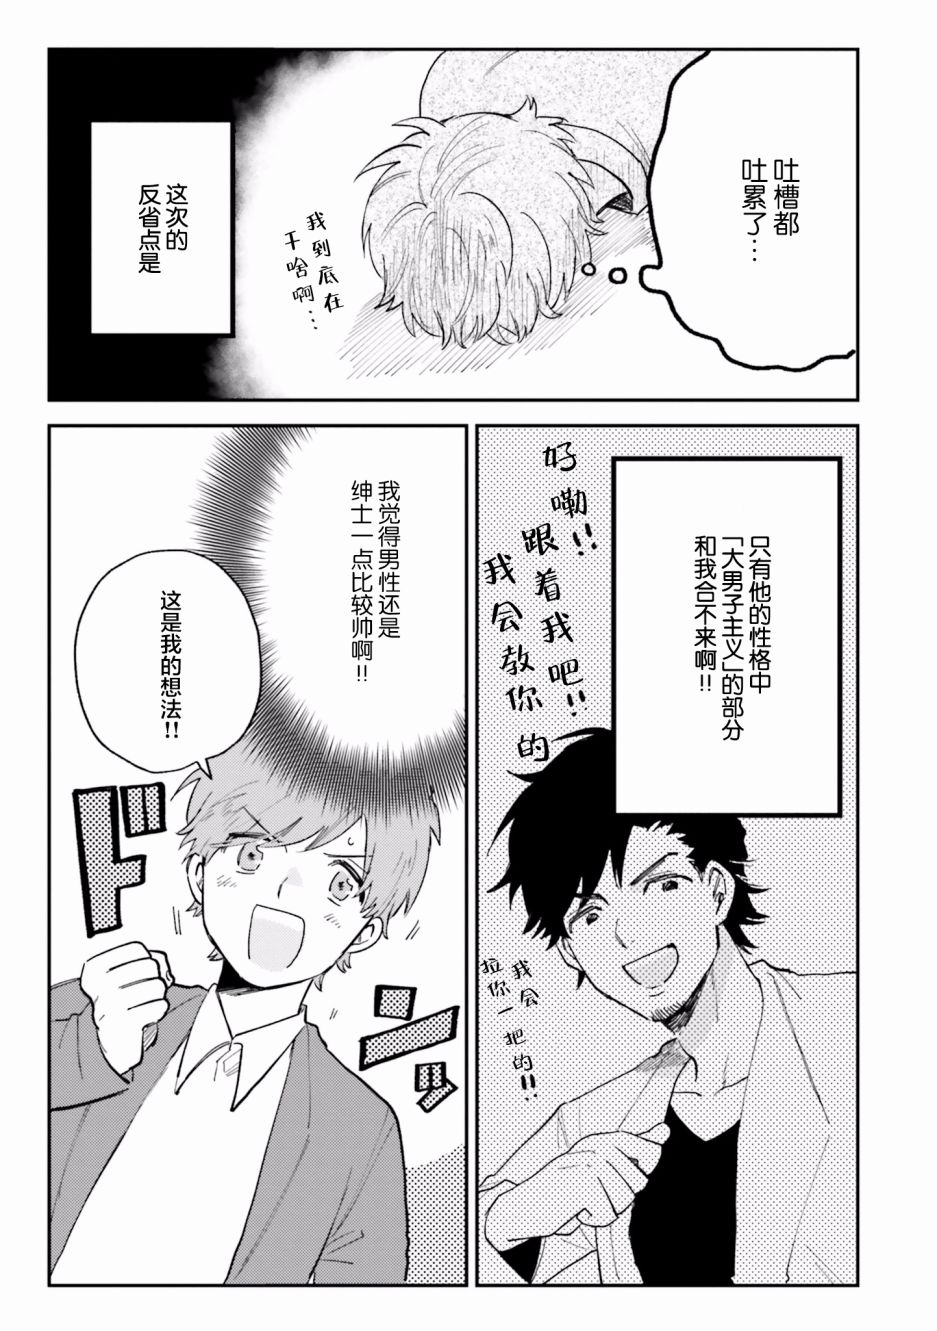 吐槽都
吐累了…
我到底在
干啥啊…
这次的
反省点是
只有他的性格中
「大男子主义」的部分
和我合不来啊!!
好嘞!!
跟着我吧!!
我会教你的
我会
拉你一把的!!
我觉得男性还是
绅士一点比较帅啊!!
这是我的想法!!
ドドン